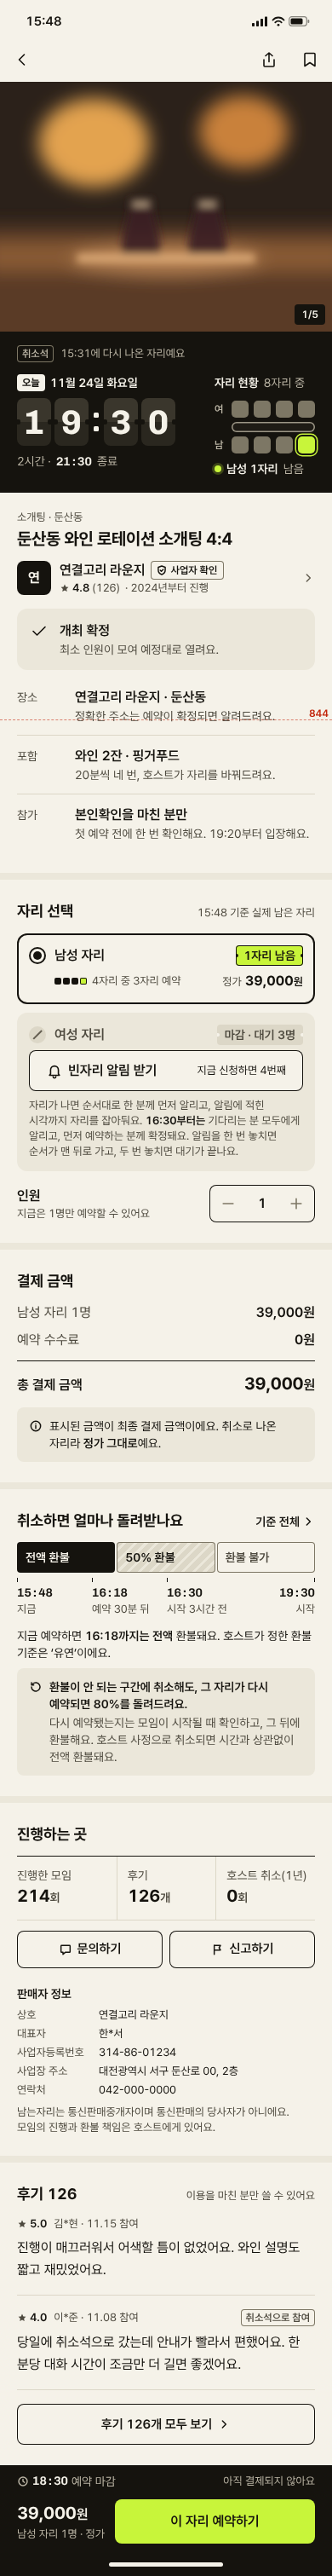 15:48
1/5
취소석 15:31에 다시 나온 자리예요
오늘 11월 24일 화요일
자리 현황 8자리 중
19:30
여
남
2시간 · 21:30 종료
남성 1자리 남음
소개팅 · 둔산동
둔산동 와인 로테이션 소개팅 4:4
연
연결고리 라운지 사업자 확인
★ 4.8 (126) · 2024년부터 진행
개최 확정
최소 인원이 모여 예정대로 열려요.
장소
연결고리 라운지 · 둔산동
정확한 주소는 예약이 확정되면 알려드려요.
844
포함
와인 2잔 · 핑거푸드
20분씩 네 번, 호스트가 자리를 바꿔드려요.
참가
본인확인을 마친 분만
첫 예약 전에 한 번 확인해요. 19:20부터 입장해요.
자리 선택
15:48 기준 실제 남은 자리
남성 자리
1자리 남음
4자리 중 3자리 예약
정가 39,000원
여성 자리
마감 · 대기 3명
빈자리 알림 받기
지금 신청하면 4번째
자리가 나면 순서대로 한 분께 먼저 알리고, 알림에 적힌
시각까지 자리를 잡아둬요. 16:30부터는 기다리는 분 모두에게
알리고, 먼저 예약하는 분께 확정돼요. 알림을 한 번 놓치면
순서가 맨 뒤로 가고, 두 번 놓치면 대기가 끝나요.
인원
지금은 1명만 예약할 수 있어요
1
결제 금액
남성 자리 1명 39,000원
예약 수수료 0원
총 결제 금액 39,000원
표시된 금액이 최종 결제 금액이에요. 취소로 나온
자리라 정가 그대로예요.
취소하면 얼마나 돌려받나요
기준 전체
전액 환불
50% 환불
환불 불가
15:48 16:18 16:30 19:30
지금 예약 30분 뒤 시작 3시간 전 시작
지금 예약하면 16:18까지는 전액 환불돼요. 호스트가 정한 환불
기준은 ‘유연’이에요.
환불이 안 되는 구간에 취소해도, 그 자리가 다시
예약되면 80%를 돌려드려요.
다시 예약됐는지는 모임이 시작될 때 확인하고, 그 뒤에
환불해요. 호스트 사정으로 취소되면 시간과 상관없이
전액 환불돼요.
진행하는 곳
진행한 모임 후기 호스트 취소(1년)
214회 126개 0회
문의하기
신고하기
판매자 정보
상호 연결고리 라운지
대표자 한*서
사업자등록번호 314-86-01234
사업장 주소 대전광역시 서구 둔산로 00, 2층
연락처 042-000-0000
남는자리는 통신판매중개자이며 통신판매의 당사자가 아니에요.
모임의 진행과 환불 책임은 호스트에게 있어요.
후기 126
이용을 마친 분만 쓸 수 있어요
★ 5.0 김*현 · 11.15 참여
진행이 매끄러워서 어색할 틈이 없었어요. 와인 설명도
짧고 재밌었어요.
★ 4.0 이*준 · 11.08 참여
취소석으로 참여
당일에 취소석으로 갔는데 안내가 빨라서 편했어요. 한
분당 대화 시간이 조금만 더 길면 좋겠어요.
후기 126개 모두 보기
18:30 예약 마감
아직 결제되지 않아요
39,000원
남성 자리 1명 · 정가
이 자리 예약하기